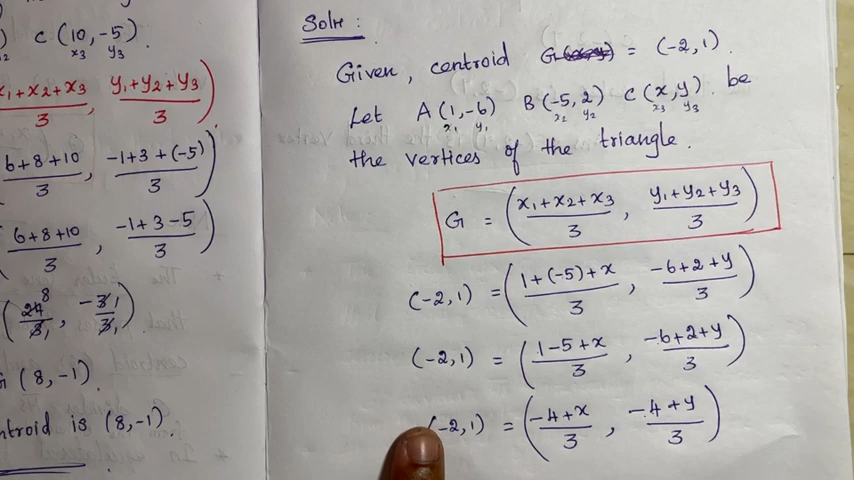 C (10, -5).
x₃ y₃
x₁+x₂+x₃/3, y₁+y₂+y₃/3)
6+8+10/3, -1+3+(-5)/3)
6+8+10/3, -1+3-5/3)
(24 8/3 1, -3 1/3 1)
(8, -1).
ntroid is (8, -1).
Soln :
Given, centroid G = (-2, 1).
Let A (1, -6) B (-5, 2) C (x, y) be
x₁ y₁ x₂ y₂ x₃ y₃
the vertices of the triangle.
G = (x₁+x₂+x₃/3, y₁+y₂+y₃/3)
(-2, 1) = (1+(-5)+x/3, -6+2+y/3)
(-2, 1) = (1-5+x/3, -6+2+y/3)
(-2, 1) = (-4+x/3, -4+y/3)